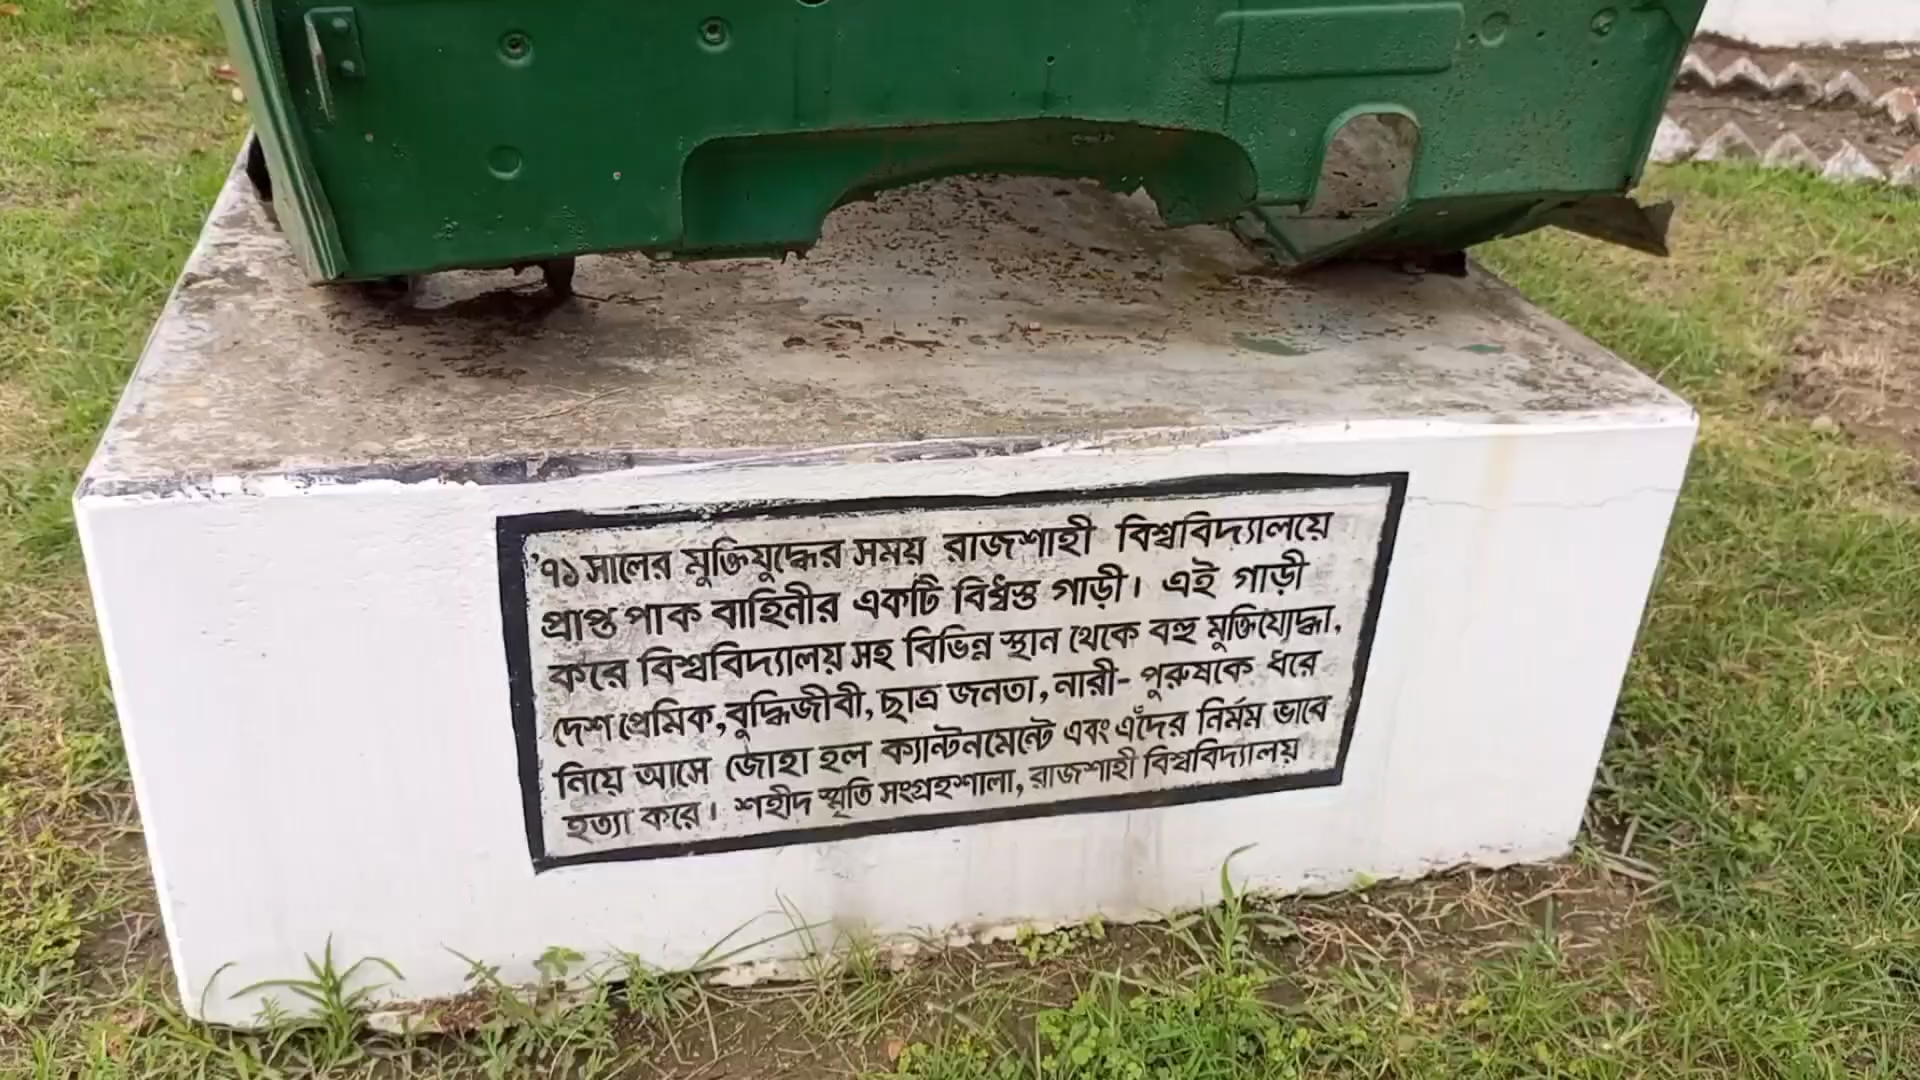 '৭১ সালের মুক্তিযুদ্ধের সময় রাজশাহী বিশ্ববিদ্যালয়ে
প্রাপ্ত পাক বাহিনীর একটি বিধ্বস্ত গাড়ী। এই গাড়ী
করে বিশ্ববিদ্যালয় সহ বিভিন্ন স্থান থেকে বহু মুক্তিযোদ্ধা,
দেশ প্রেমিক, বুদ্ধিজীবী, ছাত্র জনতা, নারী- পুরুষকে ধরে
নিয়ে আসে জোহা হল ক্যান্টনমেন্টে এবং এঁদের নির্মম ভাবে
হত্যা করে। শহীদ স্মৃতি সংগ্রহশালা, রাজশাহী বিশ্ববিদ্যালয়